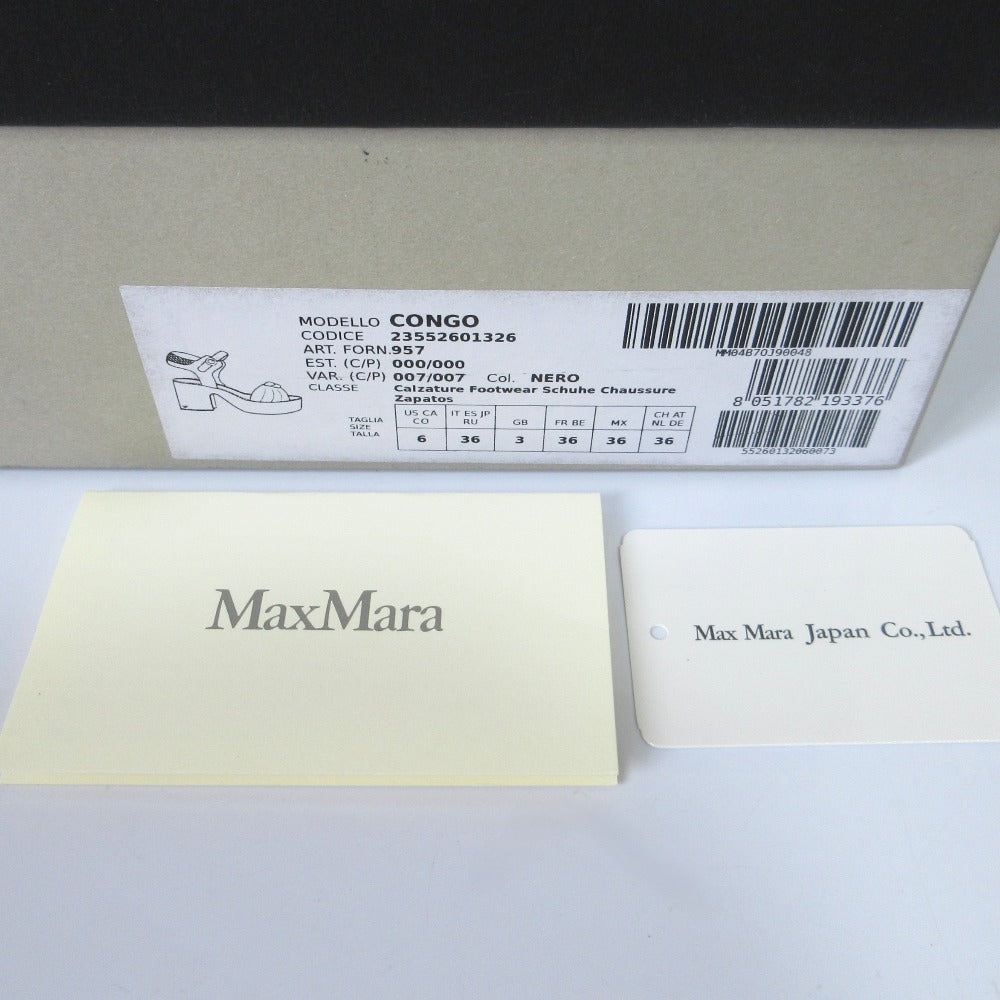 MODELLO CONGO
CODICE 23552601326
ART. FORN.957
EST. (C/P) 000/000
VAR. (C/P) 007/007 Col. NERO
CLASSE Calzature Footwear Schuhe Chaussure
Zapatos
TAGLIA
SIZE
TALLA
US CA CO IT ES JP RU GB FR BE MX CH AT NL DE
6 36 3 36 36 36
MM04B70J90048
8 051782 193376
55260132060073
MaxMara
Max Mara Japan Co.,Ltd.